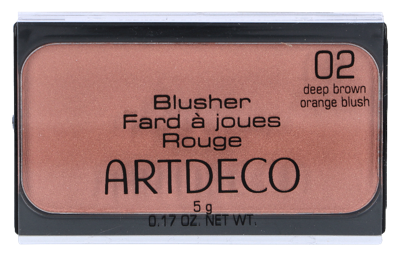 02
deep brown
orange blush
Blusher
Fard à joues
Rouge
ARTDECO
5 g
0.17 OZ. NET WT.